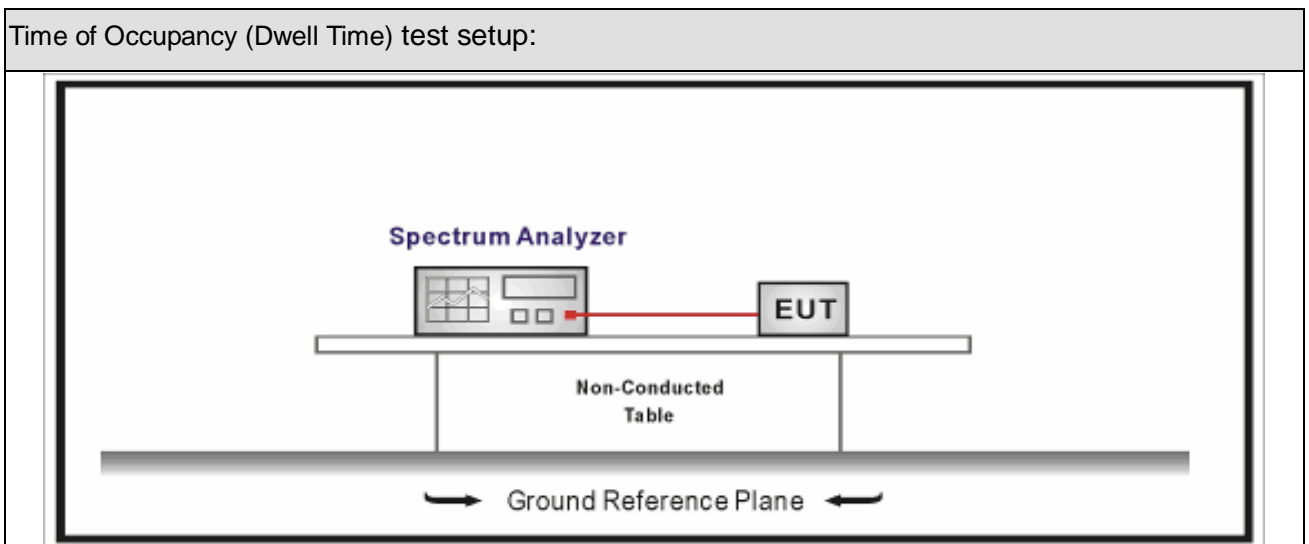 Time of Occupancy (Dwell Time) test setup:
Spectrum Analyzer
EUT
Non-Conducted
Table
Ground Reference Plane